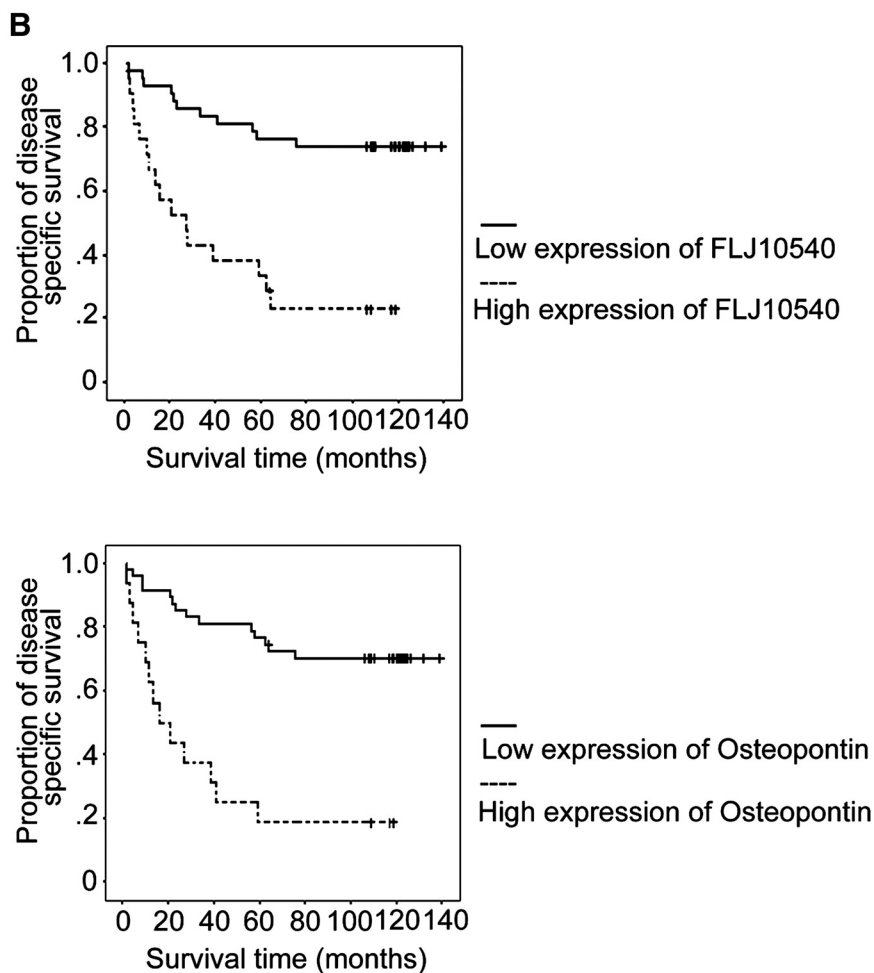 B
Proportion of disease
specific survival
1.0
.8
.6
.4
.2
0
0 20 40 60 80 100 120 140
Survival time (months)
Low expression of FLJ10540
High expression of FLJ10540
Proportion of disease
specific survival
1.0
.8
.6
.4
.2
0
0 20 40 60 80 100 120 140
Survival time (months)
Low expression of Osteopontin
High expression of Osteopontin